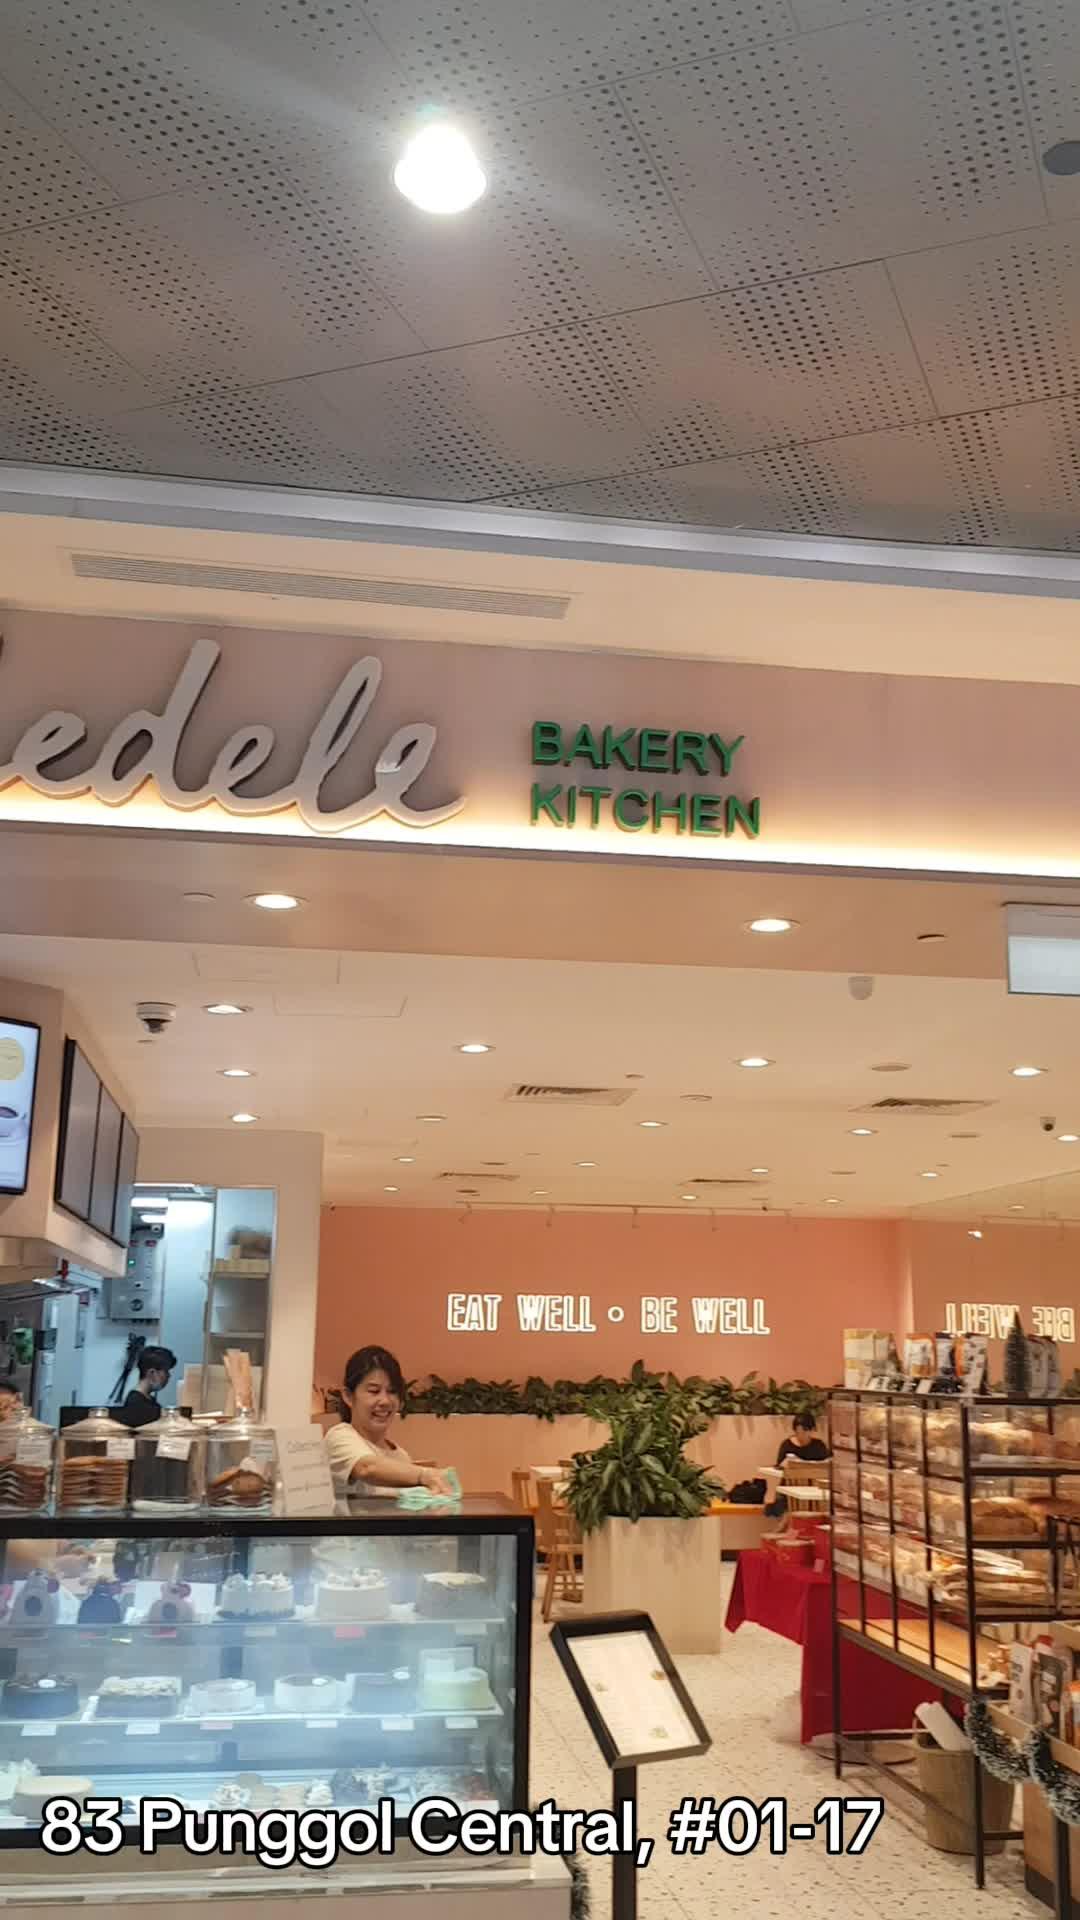 edele
BAKERY
KITCHEN
EAT WELL • BE WELL
83 Punggol Central, #01-17